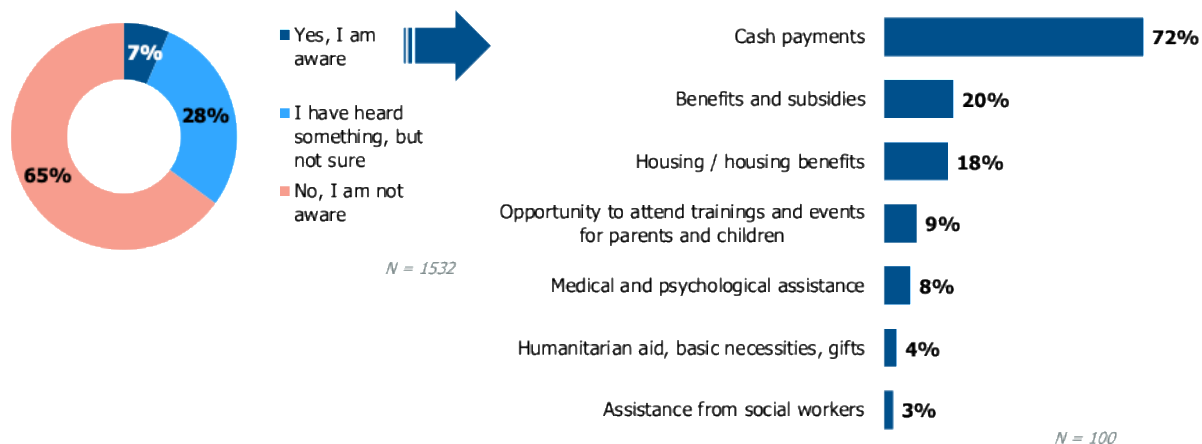 7%
28%
65%
Yes, I am
aware
I have heard
something, but
not sure
No, I am not
aware
N = 1532
Cash payments 72%
Benefits and subsidies 20%
Housing / housing benefits 18%
Opportunity to attend trainings and events
for parents and children 9%
Medical and psychological assistance 8%
Humanitarian aid, basic necessities, gifts 4%
Assistance from social workers 3%
N = 100